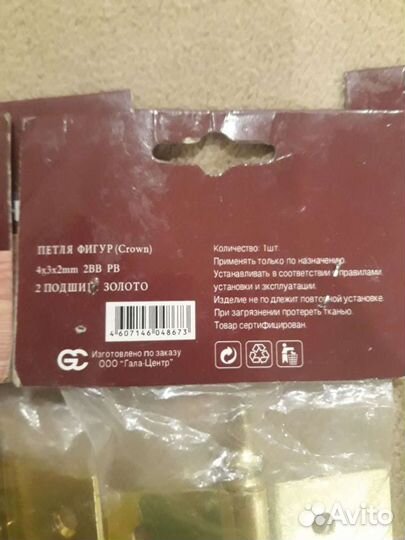 ПЕТЛЯ ФИГУР (Crown)
4x3x2mm 2BB PB
2 ПОДШИП ЗОЛОТО
4 607146 048673
GC
Изготовлено по заказу
ООО "Гала-Центр"
Количество: 1шт.
Применять только по назначению.
Устанавливать в соответствии с правилами
установки и эксплуатации.
Изделие не подлежит повторной установке.
При загрязнении протереть тканью.
Товар сертифицирован.
Avito